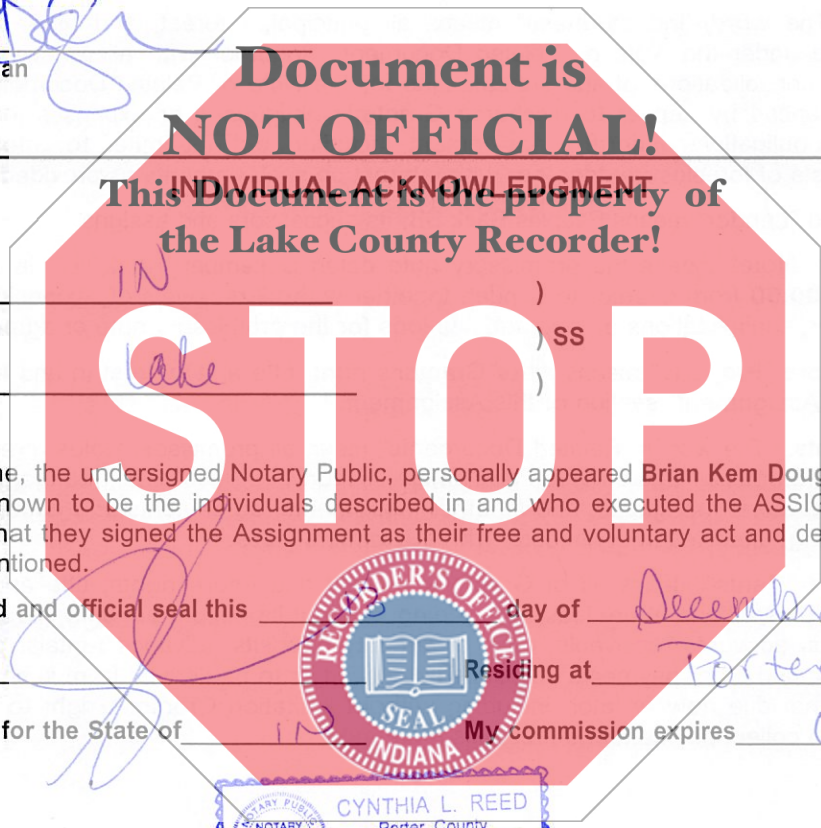 an
Document is
NOT OFFICIAL!
INDIVIDUAL ACKNOWLEDGMENT
This Document is the property of
the Lake County Recorder!
IN )
) SS
Lake )
STOP
ne, the undersigned Notary Public, personally appeared Brian Kem Doug
nown to be the individuals described in and who executed the ASSIG
hat they signed the Assignment as their free and voluntary act and de
ntioned.
d and official seal this day of December
RECORDER'S OFFICE
Residing at Porter
SEAL
for the State of IN My commission expires
INDIANA
CYNTHIA L. REED
NOTARY PUBLIC
NOTARY Porter County